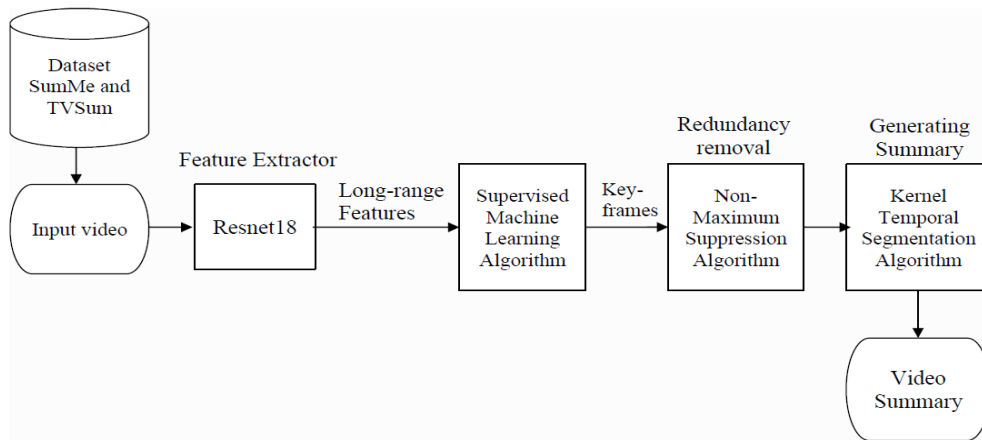 Dataset
SumMe and
TVSum
Input video
Feature Extractor
Resnet18
Long-range
Features
Supervised
Machine
Learning
Algorithm
Key-
frames
Redundancy
removal
Non-
Maximum
Suppression
Algorithm
Generating
Summary
Kernel
Temporal
Segmentation
Algorithm
Video
Summary